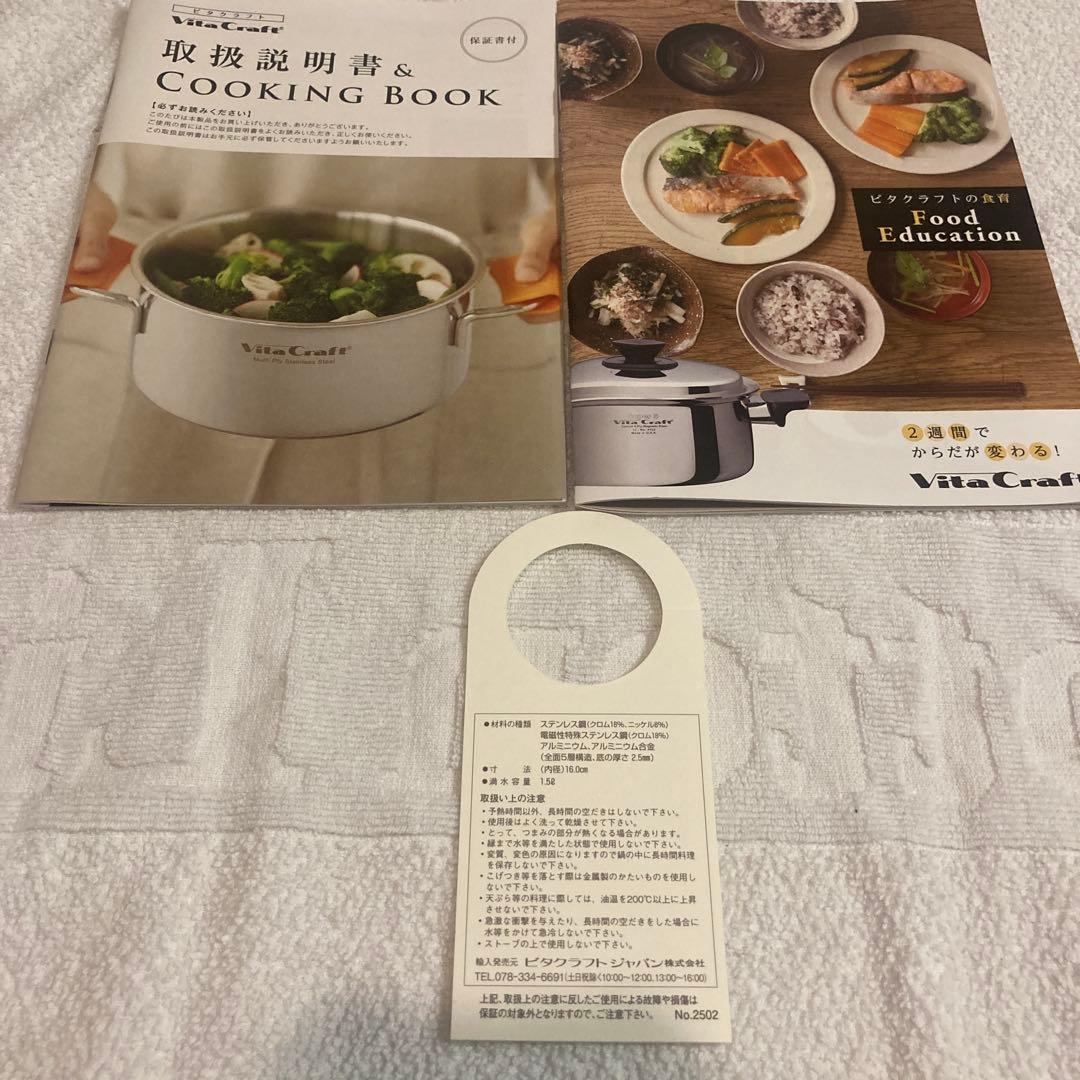 ビタクラフト
Vita Craft®
取扱説明書 &
COOKING BOOK
保証書付
【必ずお読みください】
このたびは本製品をお買い上げいただき、ありがとうございます。
ご使用の前にはこの取扱説明書をよくお読みいただき、正しくお使いください。
この取扱説明書はお手元に必ず保管してくださいますようお願いいたします。
Vita Craft®
Multi Ply Stainless Steel
ビタクラフトの食育
Food
Education
Vita Craft
2週間で
からだが変わる!
Vita Craft
●材料の種類 ステンレス鋼(クロム18%、ニッケル8%)
電磁性特殊ステンレス鋼(クロム18%)
アルミニウム、アルミニウム合金
(全面5層構造、底の厚さ 2.5㎜)
●寸法 (内径)16.0㎝
●満水容量 1.5ℓ
取扱い上の注意
・予熱時間以外、長時間の空だきはしないで下さい。
・使用後はよく洗って乾燥させて下さい。
・とって、つまみの部分が熱くなる場合があります。
・縁まで水等を満たした状態で使用しないで下さい。
・変質、変色の原因になりますので鍋の中に長時間料理
を保存しないで下さい。
・こげつき等を落とす際は金属製のかたいものを使用し
ないで下さい。
・天ぷら等の料理に際しては、油温を200℃以上に上昇
させないで下さい。
・急激な衝撃を与えたり、長時間の空だきをした場合に
水等をかけて急冷しないで下さい。
・ストーブの上で使用しないで下さい。
輸入発売元 ビタクラフト ジャパン株式会社
TEL.078-334-6691(土日祝除く10:00〜12:00、13:00〜16:00)
上記、取扱上の注意に反したご使用による故障や損傷は
保証の対象外となりますので、ご注意下さい。 No.2502